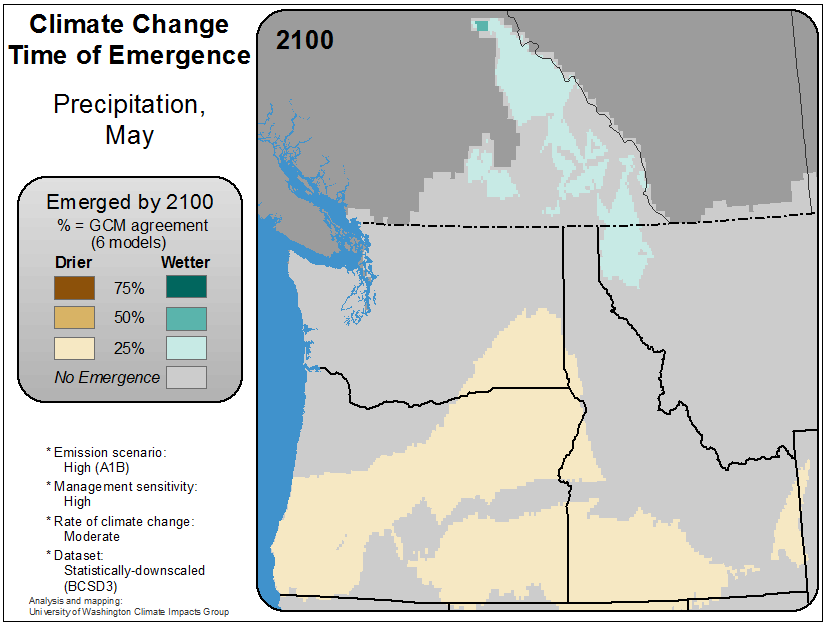 Climate Change
Time of Emergence
Precipitation,
May
Emerged by 2100
% = GCM agreement
(6 models)
Drier Wetter
75%
50%
25%
No Emergence
* Emission scenario:
High (A1B)
* Management sensitivity:
High
* Rate of climate change:
Moderate
* Dataset:
Statistically-downscaled
(BCSD3)
Analysis and mapping:
University of Washington Climate Impacts Group
2100